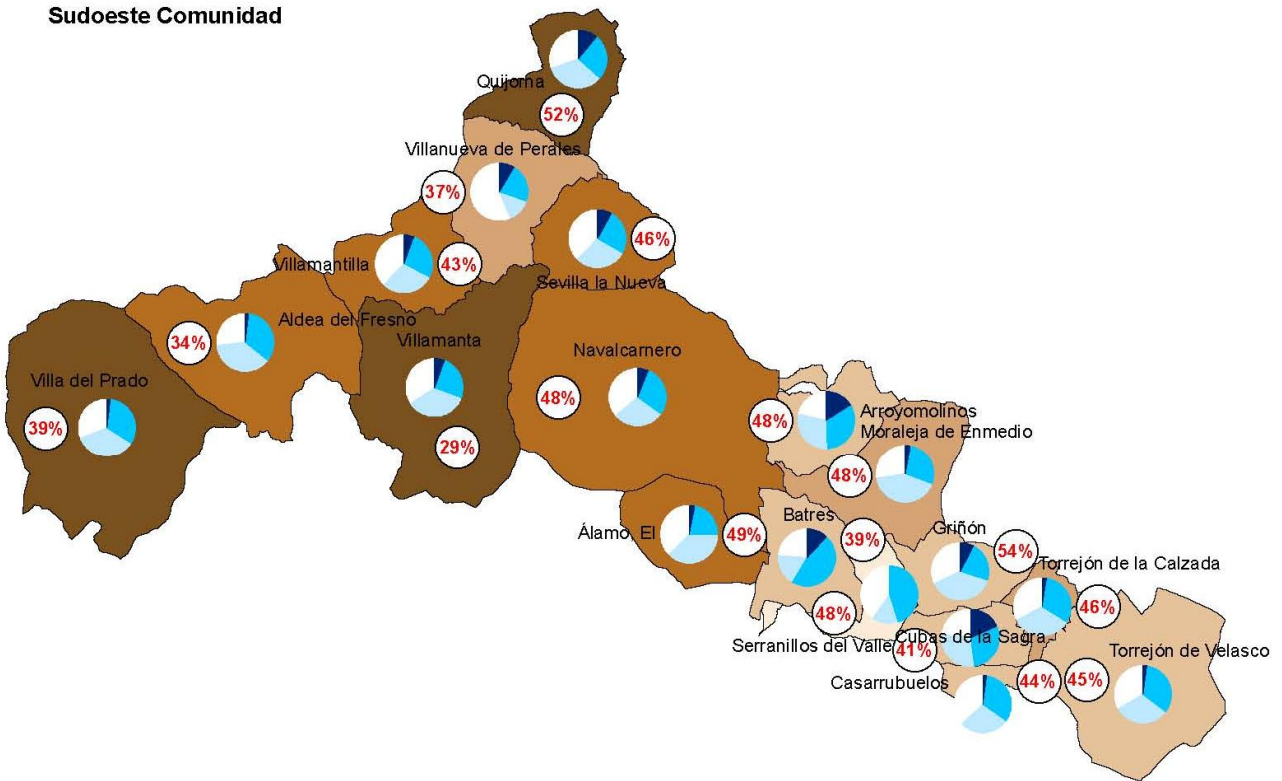 Sudoeste Comunidad
Quijorna
52%
Villanueva de Perales
37%
46%
Villamantilla
43%
Sevilla la Nueva
Aldea del Fresno
34%
Villamanta
Navalcarnero
Villa del Prado
39%
48%
48%
Arroyomolinos
Moraleja de Enmedio
29%
48%
Álamo, El
49%
Batres
39%
Griñón
54%
Torrejón de la Calzada
46%
48%
Serranillos del Valle
41%
Cubas de la Sagra
Torrejón de Velasco
Casarrubuelos
44%
45%